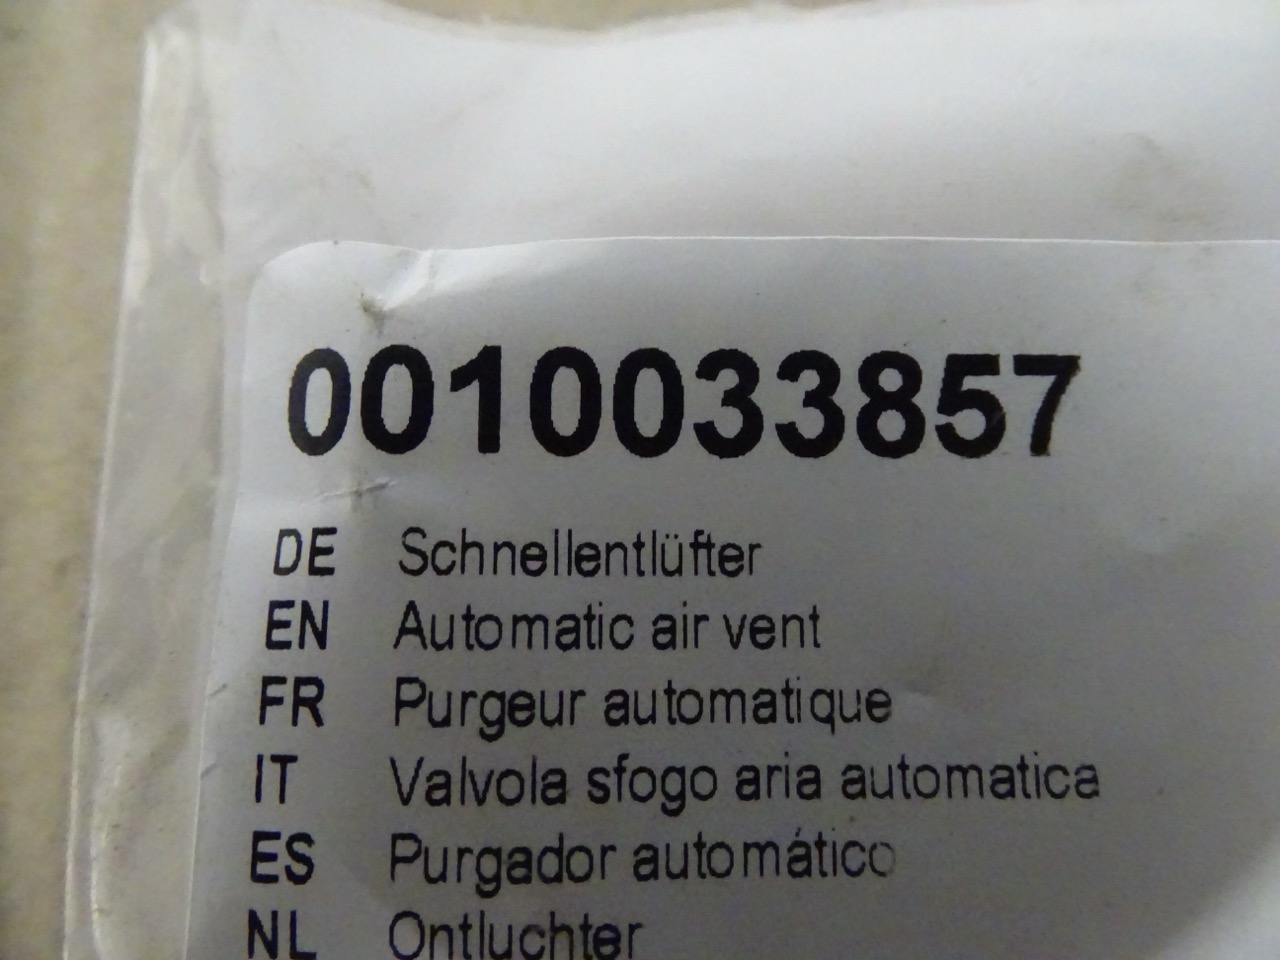 0010033857
DE Schnellentlüfter
EN Automatic air vent
FR Purgeur automatique
IT Valvola sfogo aria automatica
ES Purgador automático
NL Ontluchter